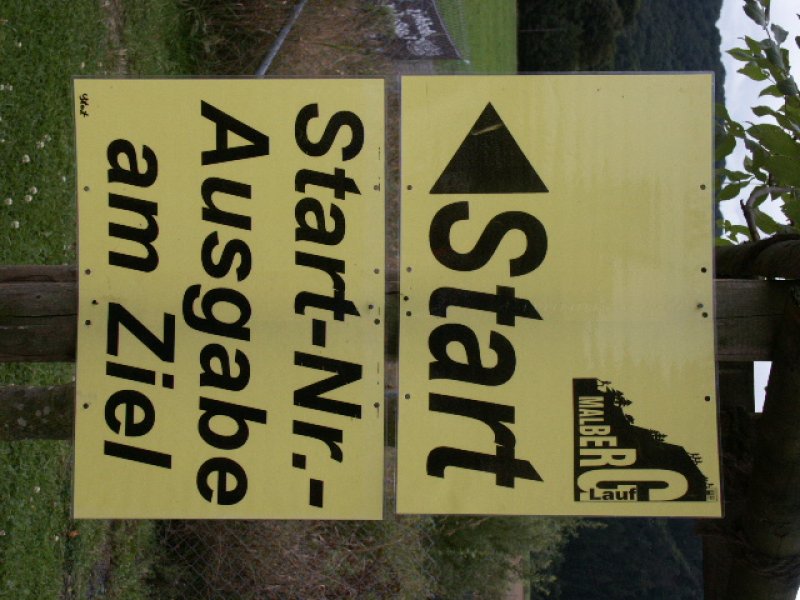 MALBERG
Lauf
Start
Start-Nr.-
Ausgabe
am Ziel